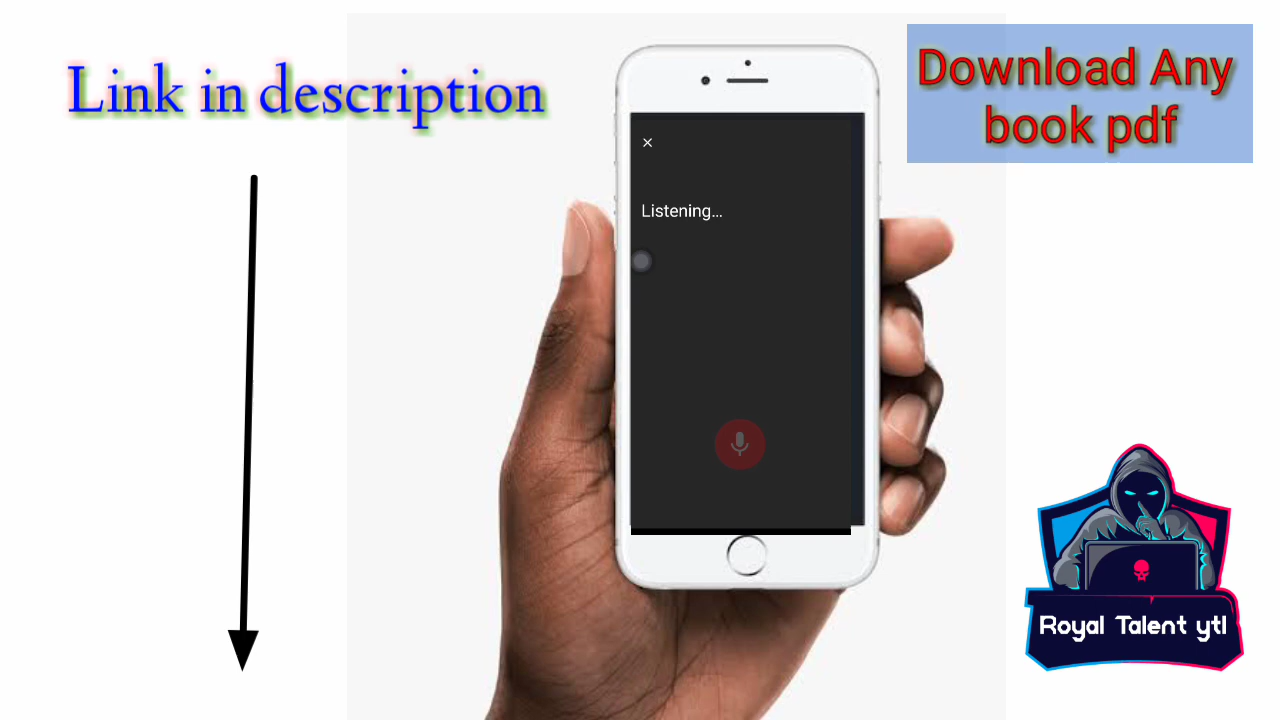 Link in description
Download Any
book pdf
Listening...
Royal Talent ytl